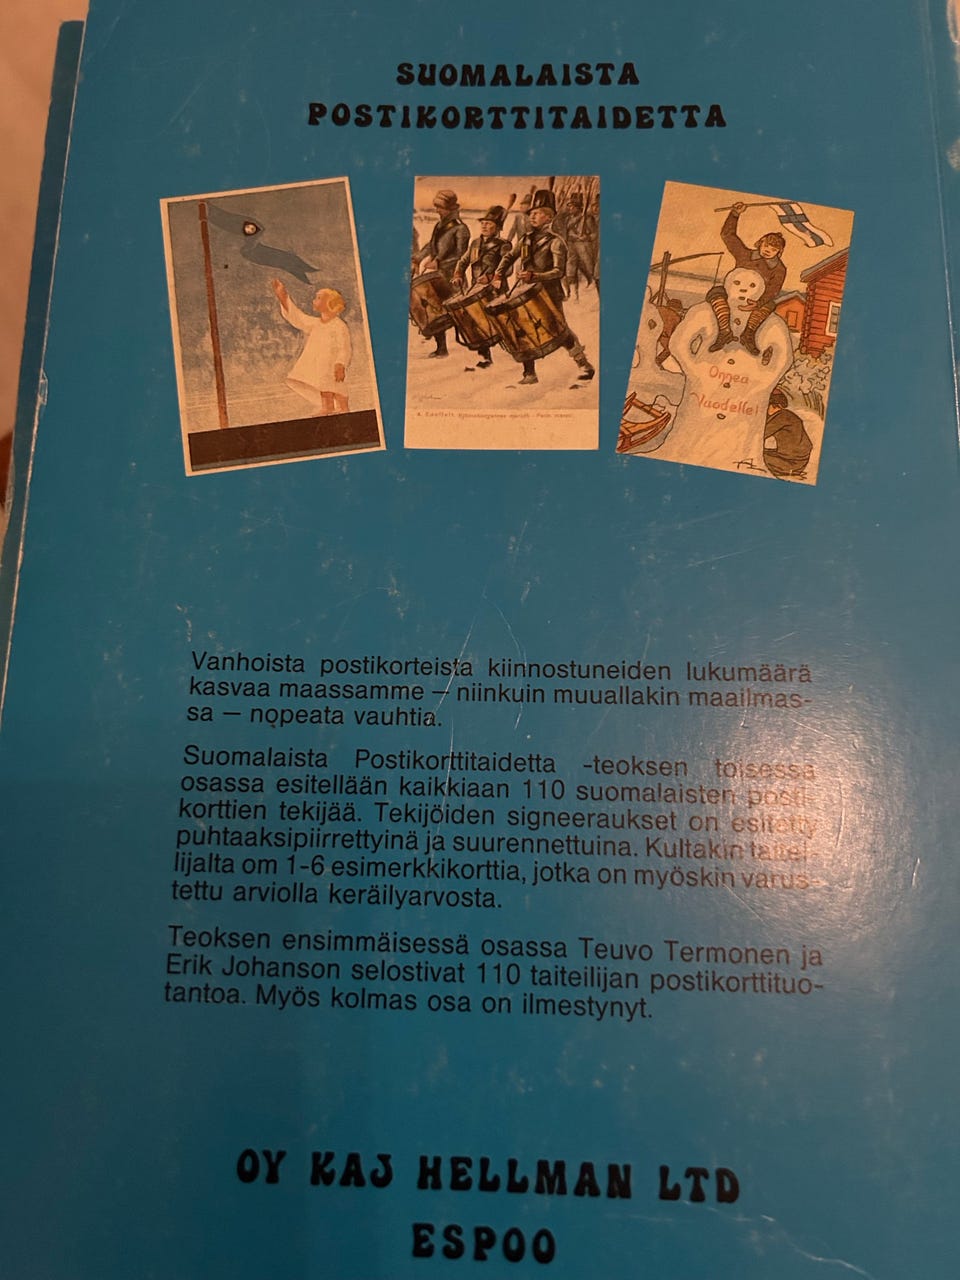 SUOMALAISTA
POSTIKORTTITAIDETTA
Onnea
Vuodelle!
A. Edelfelt.
Vanhoista postikorteista kiinnostuneiden lukumäärä
kasvaa maassamme — niinkuin muuallakin maailmas-
sa — nopeata vauhtia.
Suomalaista Postikorttitaidetta -teoksen toisessa
osassa esitellään kaikkiaan 110 suomalaisten posti-
korttien tekijää. Tekijöiden signeeraukset on esitetty
puhtaaksipiirrettyinä ja suurennettuina. Kultakin taitei-
lijalta om 1-6 esimerkkikorttia, jotka on myöskin varus-
tettu arviolla keräilyarvosta.
Teoksen ensimmäisessä osassa Teuvo Termonen ja
Erik Johanson selostivat 110 taiteilijan postikorttituo-
tantoa. Myös kolmas osa on ilmestynyt.
OY KAJ HELLMAN LTD
ESPOO